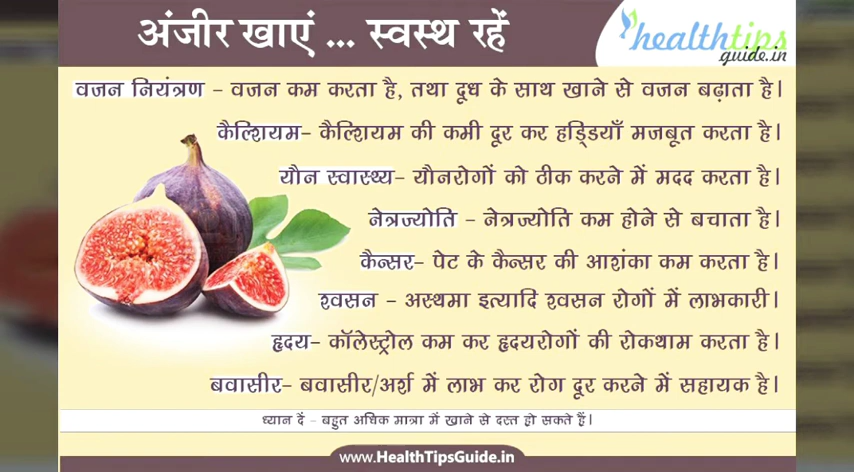 अंजीर खाएं ... स्वस्थ रहें
healthtips
guide.in
वजन नियंत्रण – वजन कम करता है, तथा दूध के साथ खाने से वजन बढ़ाता है।
कैल्शियम– कैल्शियम की कमी दूर कर हड्डियाँ मजबूत करता है।
यौन स्वास्थ्य– यौनरोगों को ठीक करने में मदद करता है।
नेत्रज्योति – नेत्रज्योति कम होने से बचाता है।
कैन्सर– पेट के कैन्सर की आशंका कम करता है।
श्वसन – अस्थमा इत्यादि श्वसन रोगों में लाभकारी।
हृदय– कॉलेस्ट्रोल कम कर हृदयरोगों की रोकथाम करता है।
बवासीर– बवासीर/अर्श में लाभ कर रोग दूर करने में सहायक है।
ध्यान दें – बहुत अधिक मात्रा में खाने से दस्त हो सकते हैं।
www.HealthTipsGuide.in